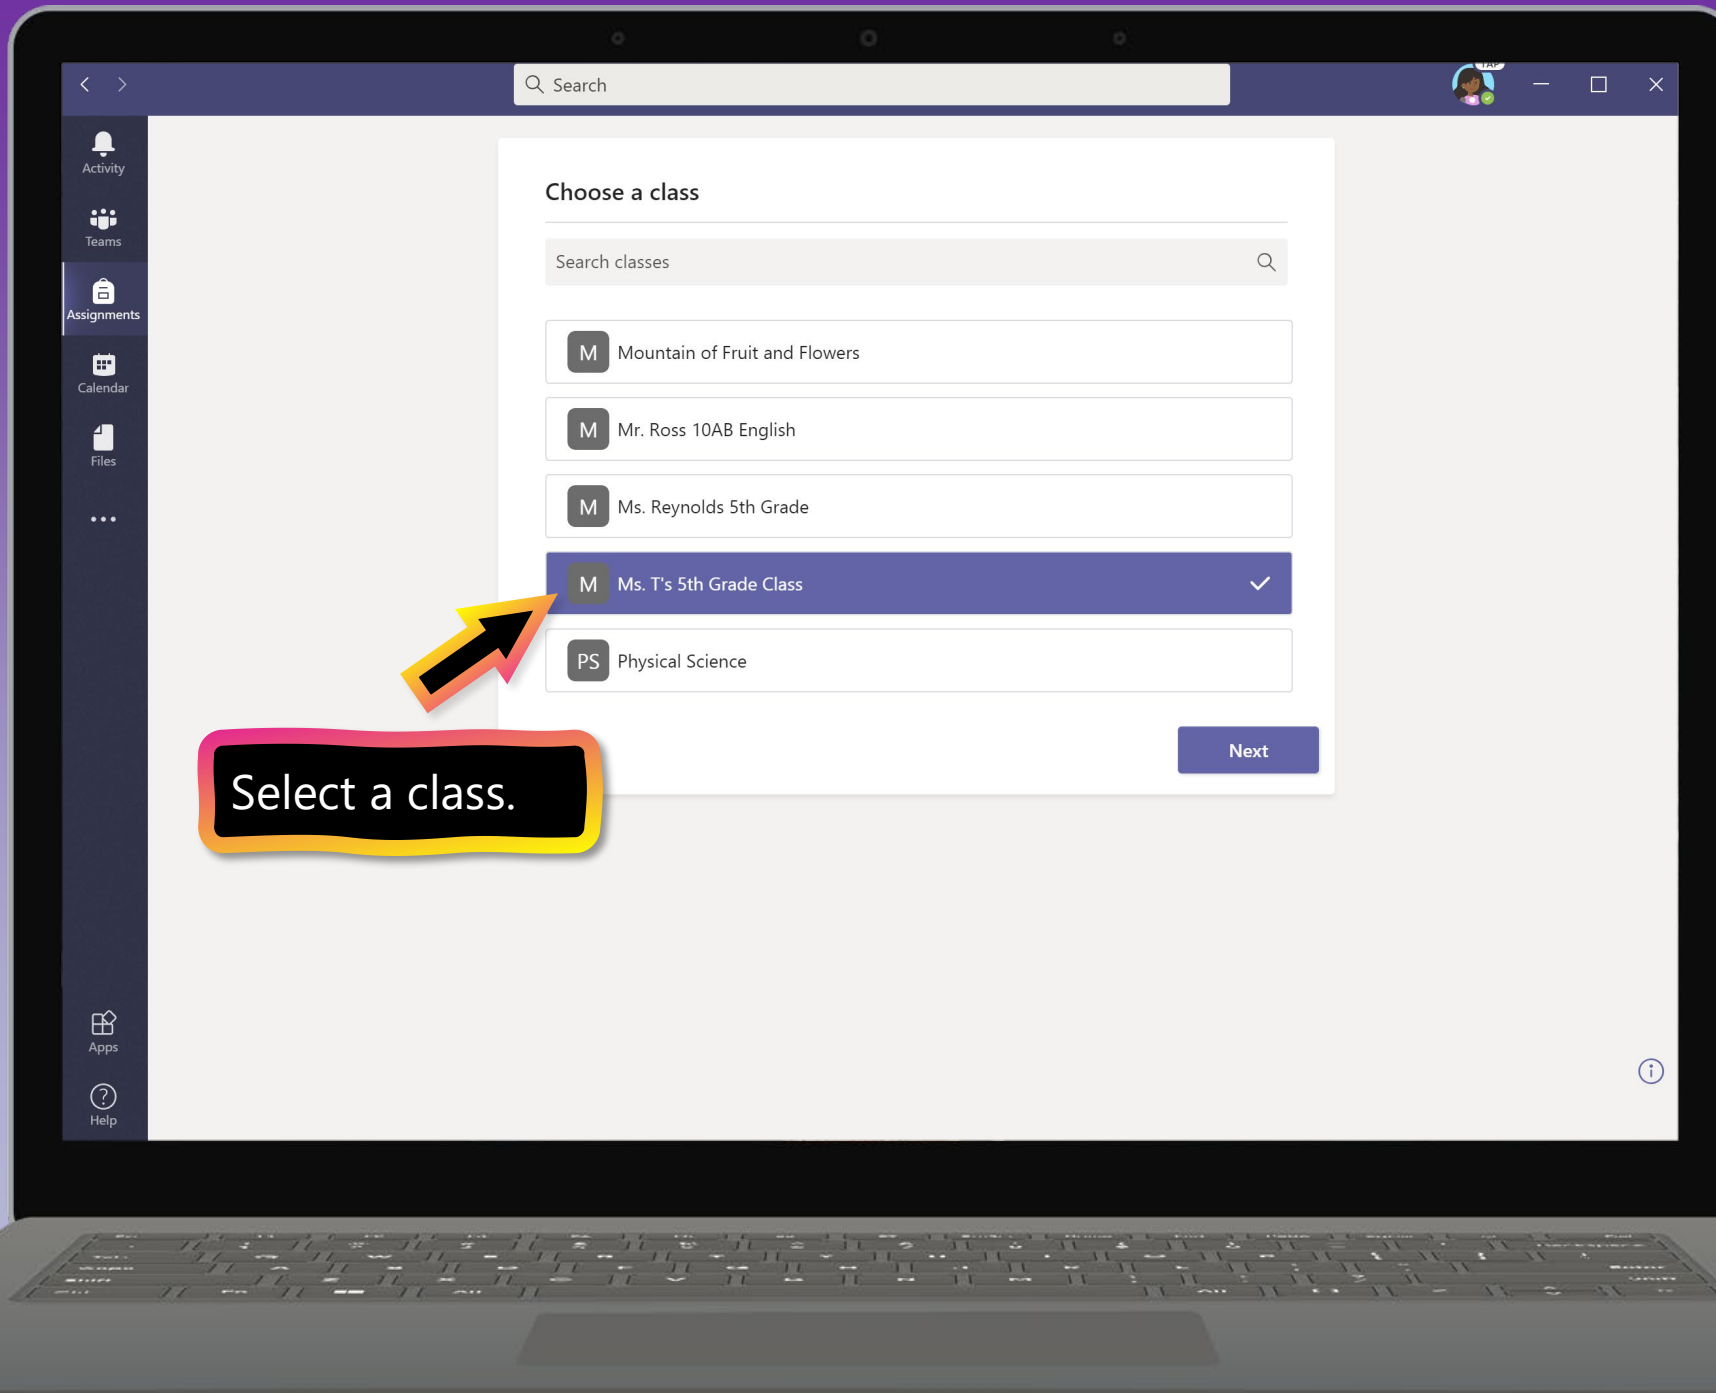 Search
TAP
Activity
Teams
Assignments
Calendar
Files
Apps
Help
Choose a class
Search classes
M Mountain of Fruit and Flowers
M Mr. Ross 10AB English
M Ms. Reynolds 5th Grade
M Ms. T's 5th Grade Class
PS Physical Science
Next
Select a class.